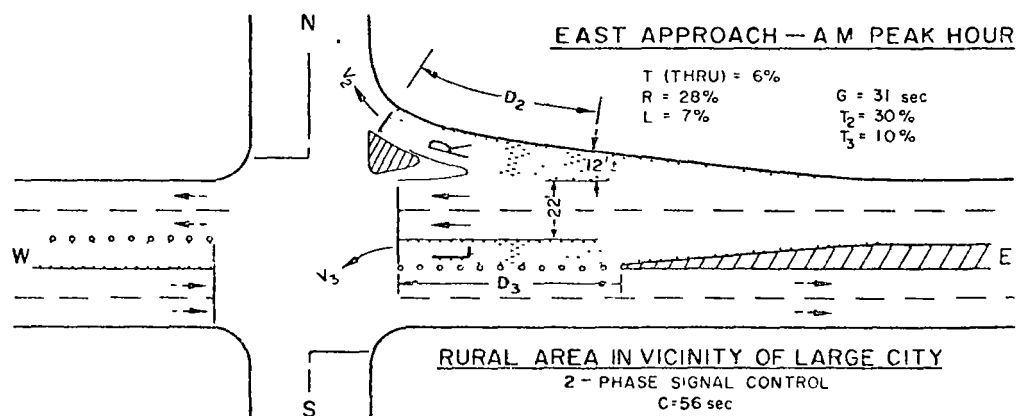 N
EAST APPROACH — A M PEAK HOUR
T (THRU) = 6%
R = 28%
L = 7%
G = 31 sec
T2 = 30%
T3 = 10%
V2
D2
R
12' ±
22'
W
E
V3
L
D3
RURAL AREA IN VICINITY OF LARGE CITY
2 - PHASE SIGNAL CONTROL
C=56 sec
S